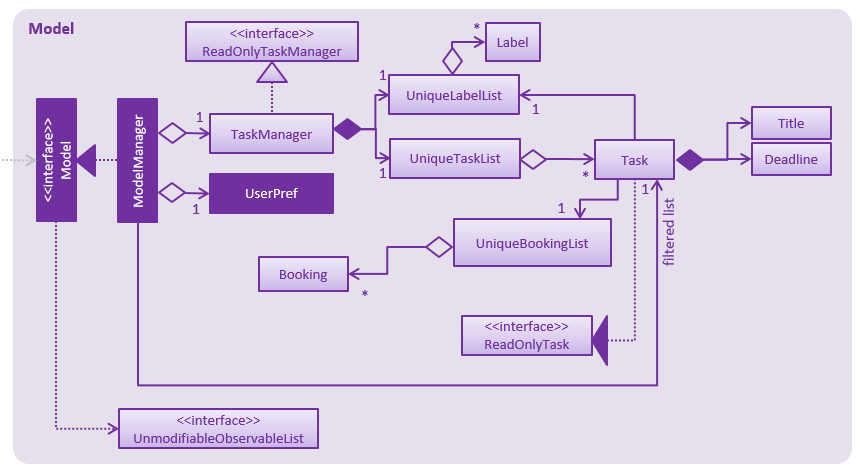 Model
<<interface>>
ReadOnlyTaskManager
*
Label
1
UniqueLabelList
1
<<interface>>
Model
ModelManager
1
TaskManager
UniqueTaskList
1
*
Task
Title
Deadline
UserPref
1
1
1
filtered list
UniqueBookingList
Booking
*
<<interface>>
ReadOnlyTask
<<interface>>
UnmodifiableObservableList